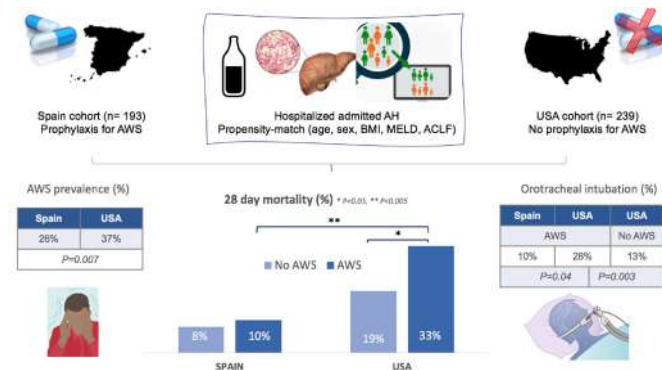 Spain cohort (n= 193)
Prophylaxis for AWS
Hospitalized admitted AH
Propensity-match (age, sex, BMI, MELD, ACLF)
USA cohort (n= 239)
No prophylaxis for AWS
AWS prevalence (%)
Spain USA
26% 37%
P=0.007
28 day mortality (%) * P<0.05, ** P<0.005
**
*
No AWS AWS
8% 10% 19% 33%
SPAIN USA
Orotracheal intubation (%)
Spain USA USA
AWS No AWS
10% 28% 13%
P=0.04 P=0.003